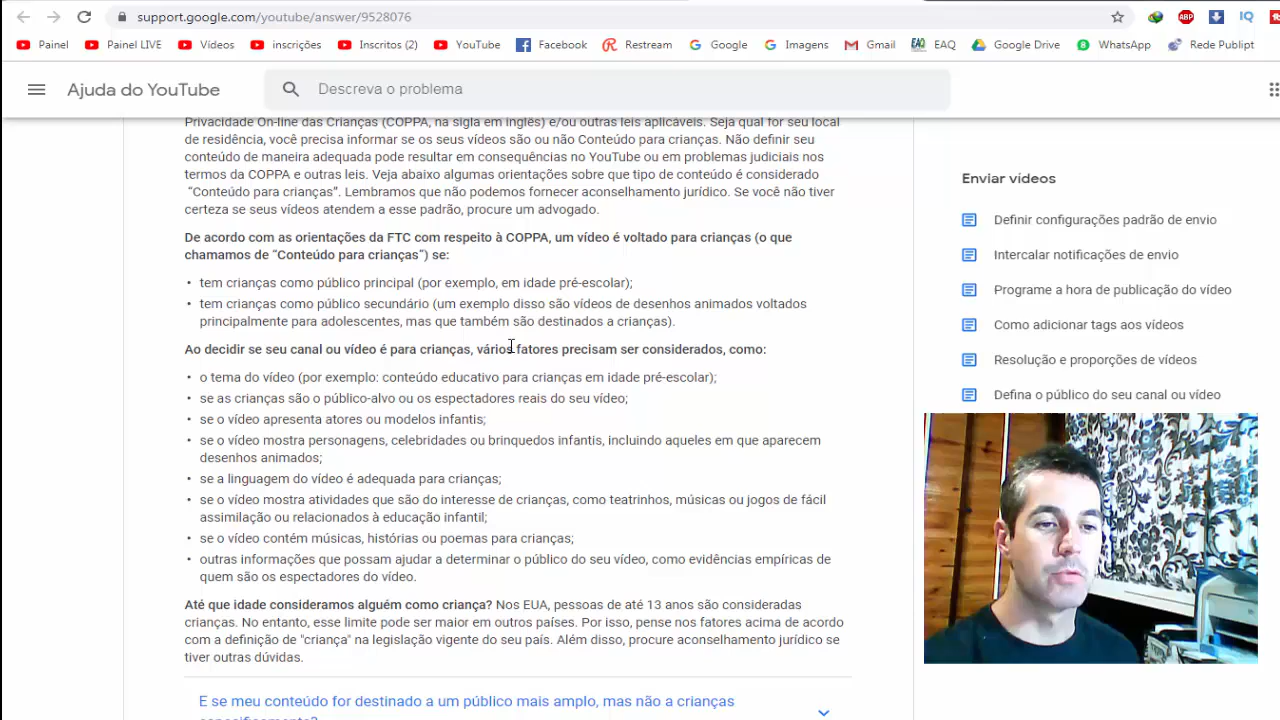 support.google.com/youtube/answer/9528076
ABP
IQ
Painel
Painel LIVE
Vídeos
inscrições
Inscritos (2)
YouTube
Facebook
Restream
Google
Imagens
Gmail
EAQ
EAQ
Google Drive
8
WhatsApp
Rede Publipt
Ajuda do YouTube
Descreva o problema
Privacidade On-line das Crianças (COPPA, na sigla em inglês) e/ou outras leis aplicáveis. Seja qual for seu local
de residência, você precisa informar se os seus vídeos são ou não Conteúdo para crianças. Não definir seu
conteúdo de maneira adequada pode resultar em consequências no YouTube ou em problemas judiciais nos
termos da COPPA e outras leis. Veja abaixo algumas orientações sobre que tipo de conteúdo é considerado
“Conteúdo para crianças”. Lembramos que não podemos fornecer aconselhamento jurídico. Se você não tiver
certeza se seus vídeos atendem a esse padrão, procure um advogado.
De acordo com as orientações da FTC com respeito à COPPA, um vídeo é voltado para crianças (o que
chamamos de “Conteúdo para crianças”) se:
• tem crianças como público principal (por exemplo, em idade pré-escolar);
• tem crianças como público secundário (um exemplo disso são vídeos de desenhos animados voltados
principalmente para adolescentes, mas que também são destinados a crianças).
Ao decidir se seu canal ou vídeo é para crianças, vários fatores precisam ser considerados, como:
• o tema do vídeo (por exemplo: conteúdo educativo para crianças em idade pré-escolar);
• se as crianças são o público-alvo ou os espectadores reais do seu vídeo;
• se o vídeo apresenta atores ou modelos infantis;
• se o vídeo mostra personagens, celebridades ou brinquedos infantis, incluindo aqueles em que aparecem
desenhos animados;
• se a linguagem do vídeo é adequada para crianças;
• se o vídeo mostra atividades que são do interesse de crianças, como teatrinhos, músicas ou jogos de fácil
assimilação ou relacionados à educação infantil;
• se o vídeo contém músicas, histórias ou poemas para crianças;
• outras informações que possam ajudar a determinar o público do seu vídeo, como evidências empíricas de
quem são os espectadores do vídeo.
Até que idade consideramos alguém como criança? Nos EUA, pessoas de até 13 anos são consideradas
crianças. No entanto, esse limite pode ser maior em outros países. Por isso, pense nos fatores acima de acordo
com a definição de "criança" na legislação vigente do seu país. Além disso, procure aconselhamento jurídico se
tiver outras dúvidas.
E se meu conteúdo for destinado a um público mais amplo, mas não a crianças
especificamente?
Enviar vídeos
Definir configurações padrão de envio
Intercalar notificações de envio
Programe a hora de publicação do vídeo
Como adicionar tags aos vídeos
Resolução e proporções de vídeos
Defina o público do seu canal ou vídeo